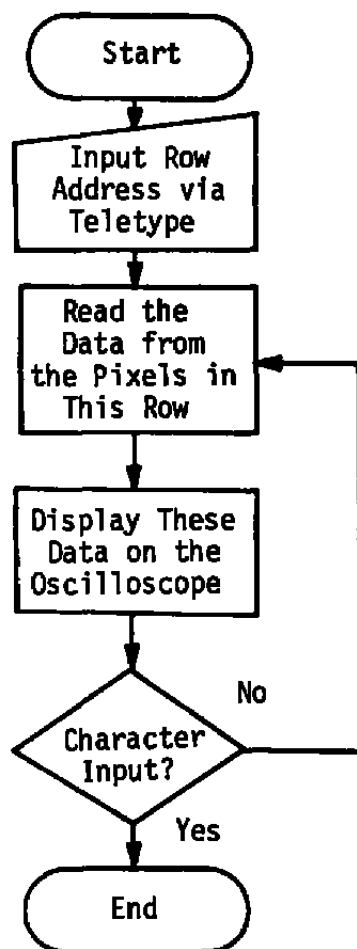 Start
Input Row
Address via
Teletype
Read the
Data from
the Pixels in
This Row
Display These
Data on the
Oscilloscope
No
Character
Input?
Yes
End